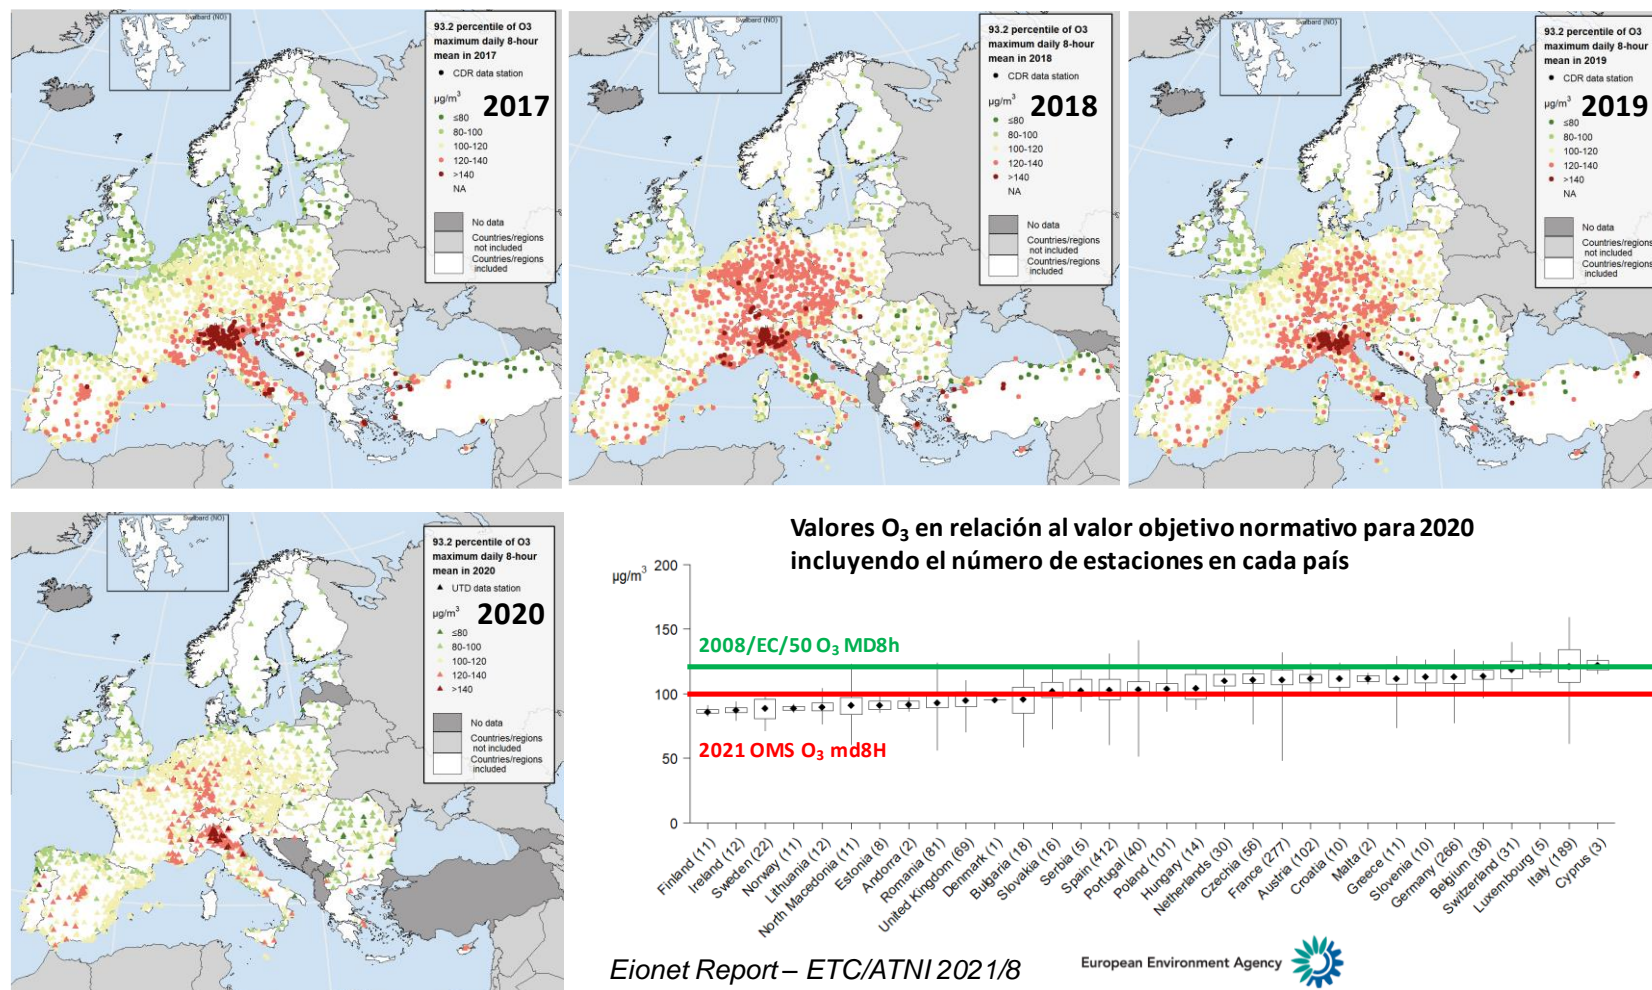 Svalbard (NO)
93.2 percentile of O3
maximum daily 8-hour
mean in 2017
CDR data station
µg/m3 2017
≤80
80-100
100-120
120-140
>140
NA
No data
Countries/regions
not included
Countries/regions
included
Svalbard (NO)
93.2 percentile of O3
maximum daily 8-hour
mean in 2018
CDR data station
µg/m3 2018
≤80
80-100
100-120
120-140
>140
NA
No data
Countries/regions
not included
Countries/regions
included
Svalbard (NO)
93.2 percentile of O3
maximum daily 8-hour
mean in 2019
CDR data station
µg/m3 2019
≤80
80-100
100-120
120-140
>140
NA
No data
Countries/regions
not included
Countries/regions
included
Svalbard (NO)
93.2 percentile of O3
maximum daily 8-hour
mean in 2020
UTD data station
µg/m3 2020
≤80
80-100
100-120
120-140
>140
No data
Countries/regions
not included
Countries/regions
included
Valores O3 en relación al valor objetivo normativo para 2020
incluyendo el número de estaciones en cada país
µg/m3
200
150
100
50
0
2008/EC/50 O3 MD8h
2021 OMS O3 md8H
Finland (11)
Ireland (12)
Sweden (22)
Norway (11)
Lithuania (12)
North Macedonia (11)
Estonia (8)
Andorra (2)
Romania (81)
United Kingdom (69)
Denmark (1)
Bulgaria (18)
Slovakia (16)
Serbia (5)
Spain (412)
Portugal (40)
Poland (101)
Hungary (14)
Netherlands (30)
Czechia (56)
France (277)
Austria (102)
Croatia (10)
Malta (2)
Greece (11)
Slovenia (10)
Germany (266)
Belgium (38)
Switzerland (31)
Luxembourg (5)
Italy (189)
Cyprus (3)
Eionet Report – ETC/ATNI 2021/8
European Environment Agency